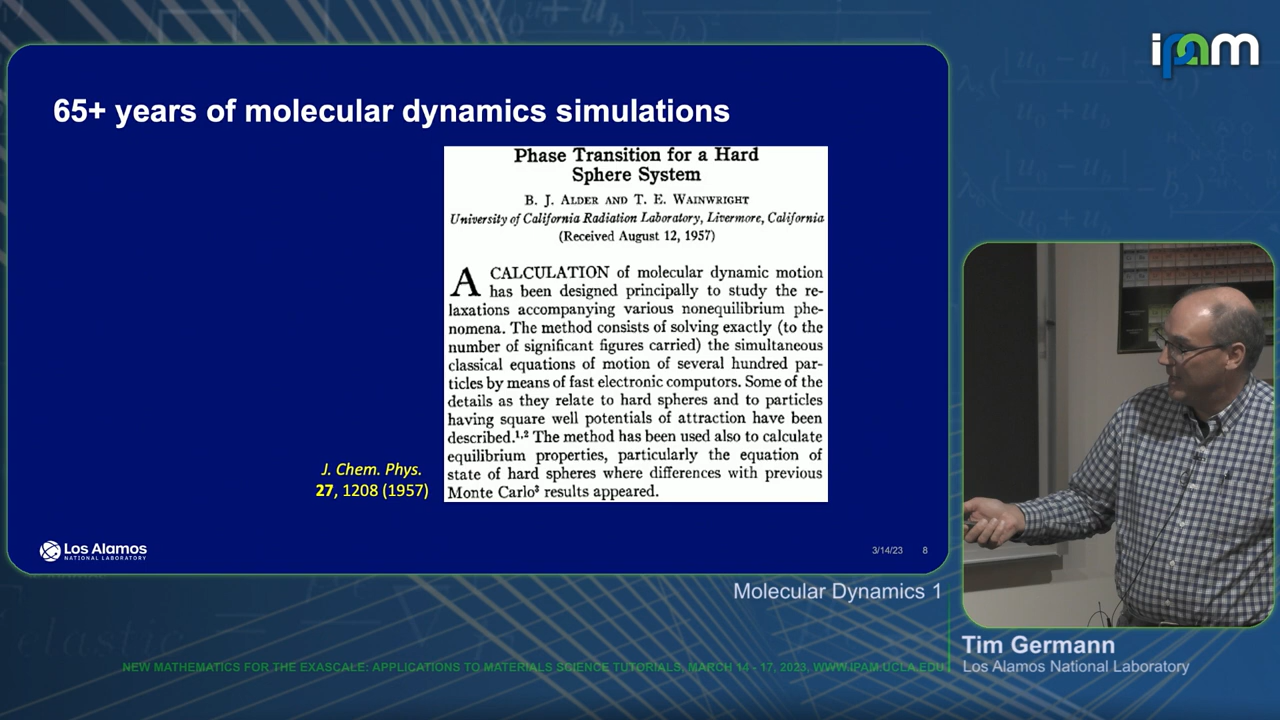 ipam
65+ years of molecular dynamics simulations
Phase Transition for a Hard
Sphere System
B. J. ALDER AND T. E. WAINWRIGHT
University of California Radiation Laboratory, Livermore, California
(Received August 12, 1957)
A CALCULATION of molecular dynamic motion
has been designed principally to study the re-
laxations accompanying various nonequilibrium phe-
nomena. The method consists of solving exactly (to the
number of significant figures carried) the simultaneous
classical equations of motion of several hundred par-
ticles by means of fast electronic computors. Some of the
details as they relate to hard spheres and to particles
having square well potentials of attraction have been
described.1,2 The method has been used also to calculate
equilibrium properties, particularly the equation of
state of hard spheres where differences with previous
Monte Carlo3 results appeared.
J. Chem. Phys.
27, 1208 (1957)
Los Alamos
NATIONAL LABORATORY
3/14/23 8
Molecular Dynamics 1
Tim Germann
Los Alamos National Laboratory
NEW MATHEMATICS FOR THE EXASCALE: APPLICATIONS TO MATERIALS SCIENCE TUTORIALS, MARCH 14 - 17, 2023, WWW.IPAM.UCLA.EDU
elastic